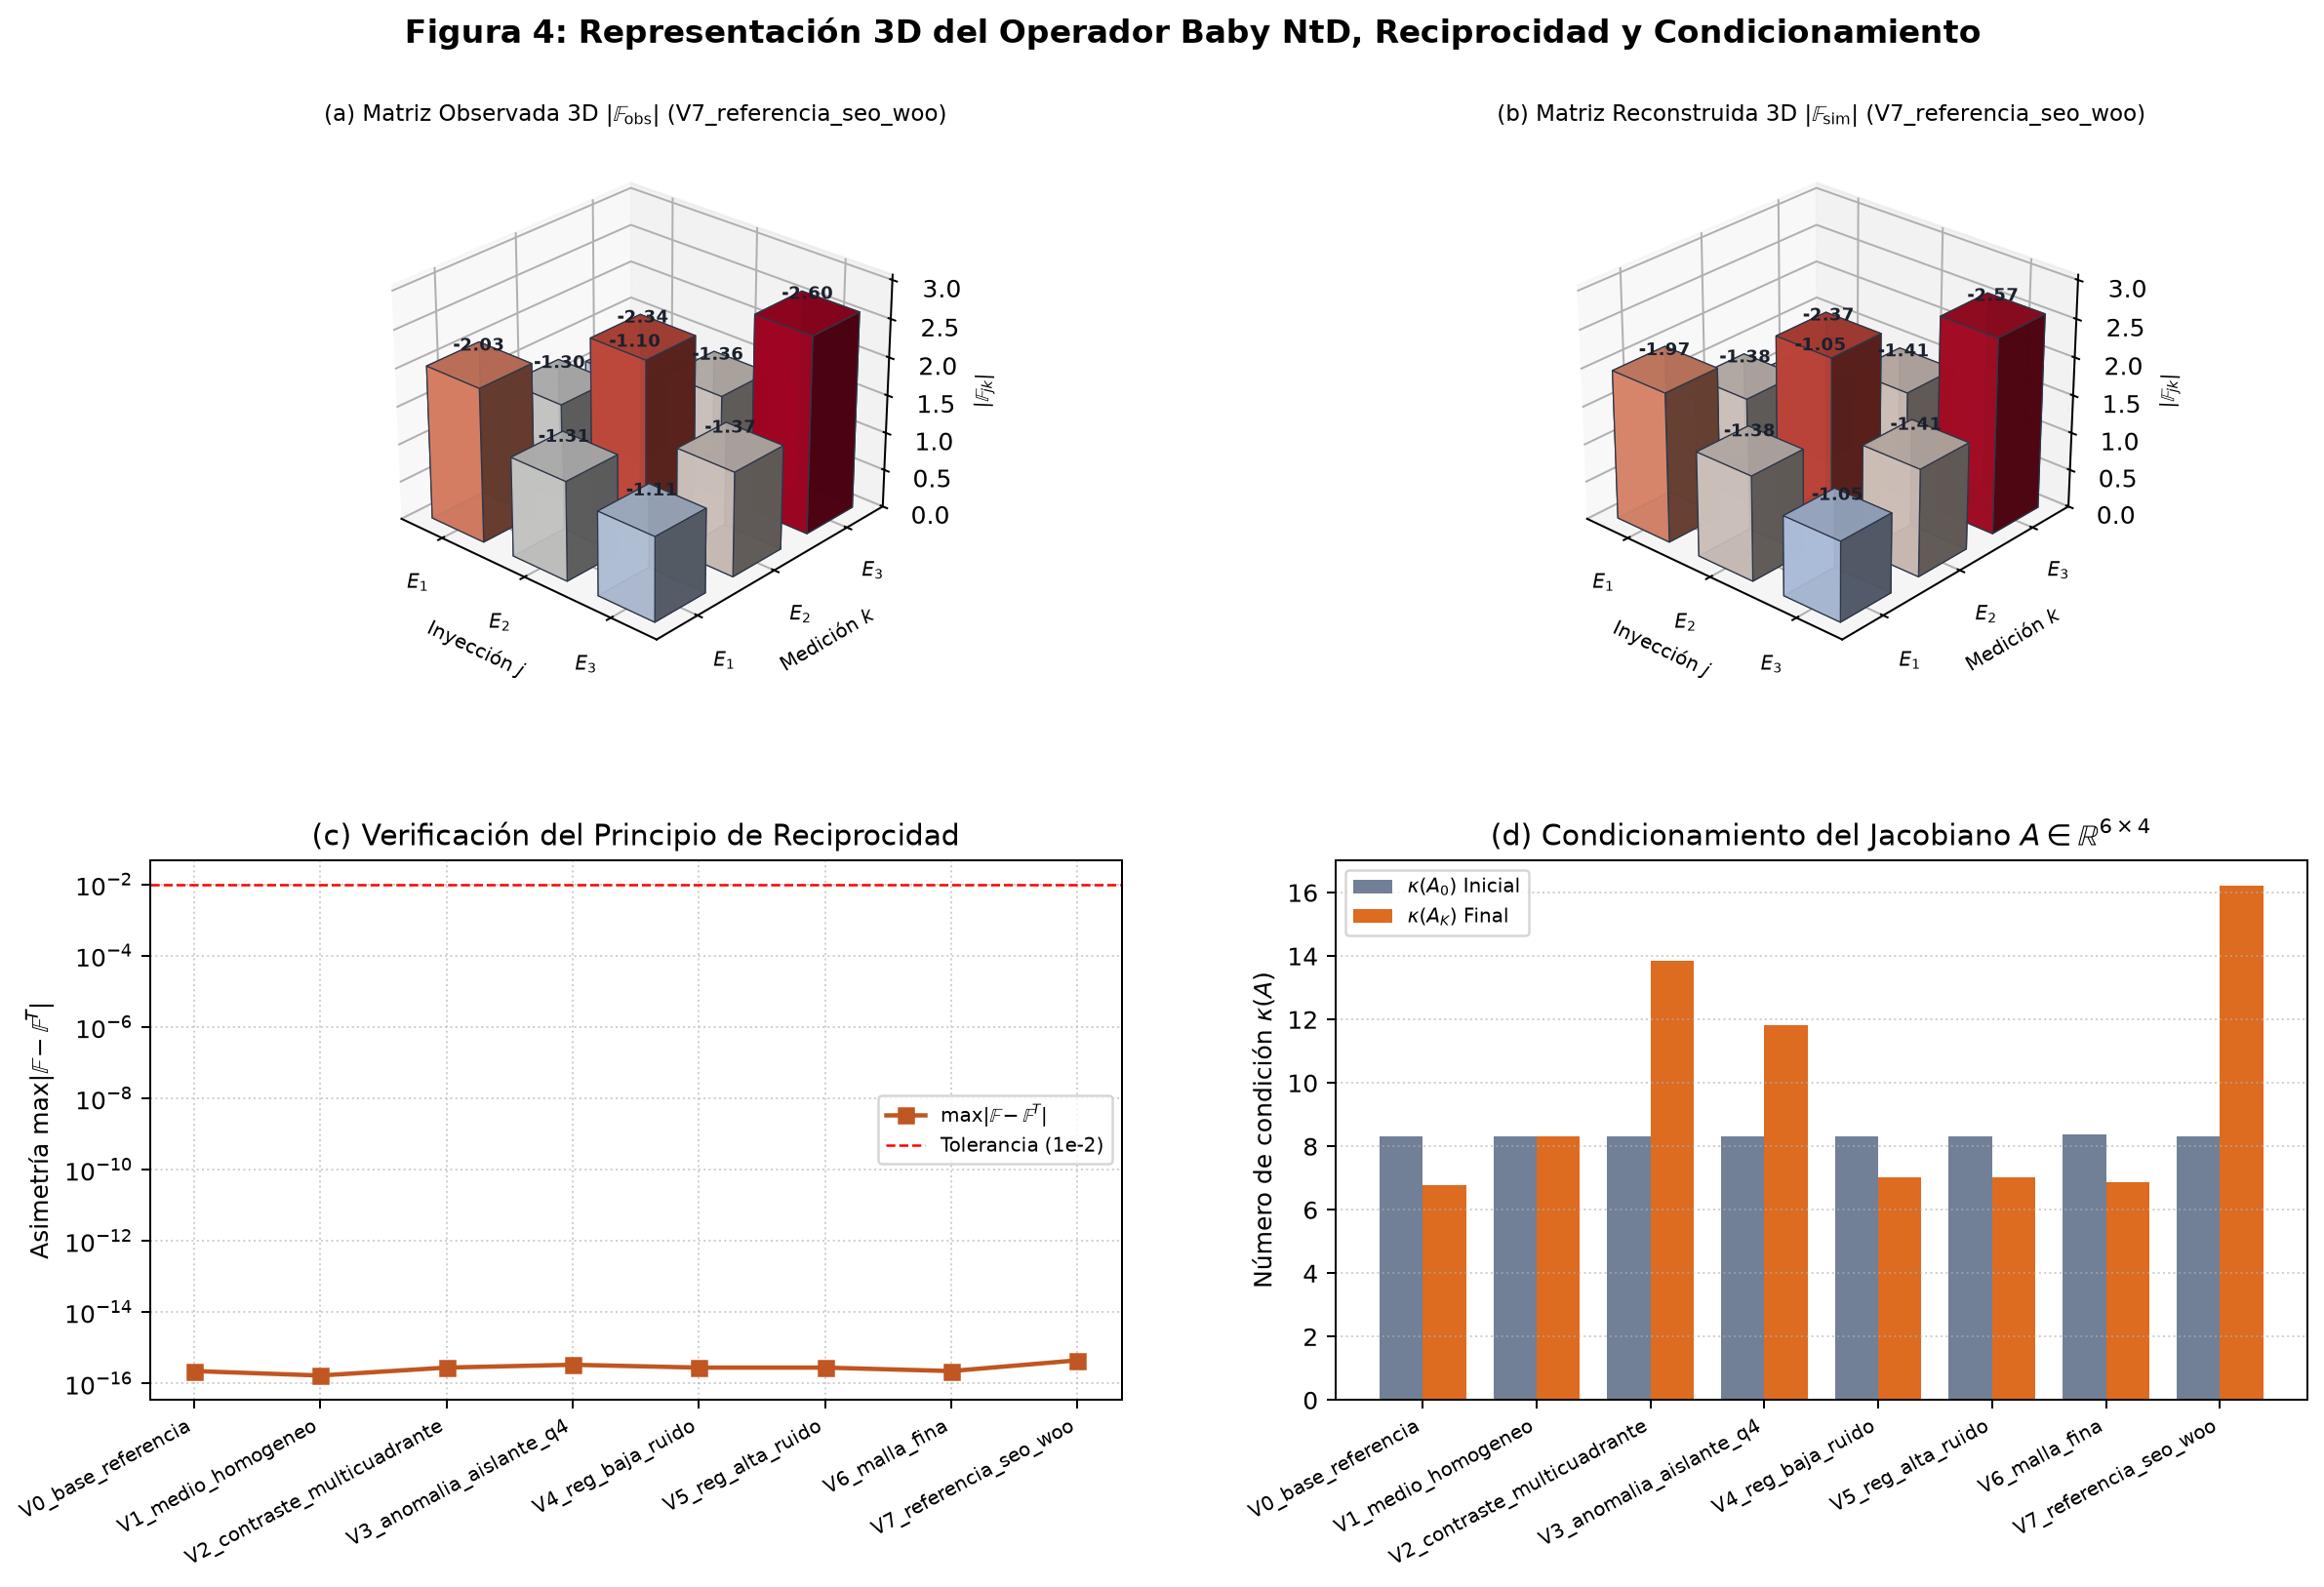 Figura 4: Representación 3D del Operador Baby NtD, Reciprocidad y Condicionamiento
(a) Matriz Observada 3D |𝔽obs| (V7_referencia_seo_woo)
-2.03
-1.30
-2.34
-1.10
-1.36
-2.60
-1.31
-1.37
-1.11
3.0
2.5
2.0
1.5
1.0
0.5
0.0
|𝔽jk|
E1
E2
E3
Inyección j
E1
E2
E3
Medición k
(b) Matriz Reconstruida 3D |𝔽sim| (V7_referencia_seo_woo)
-1.97
-1.38
-2.37
-1.05
-1.41
-2.57
-1.38
-1.41
-1.05
3.0
2.5
2.0
1.5
1.0
0.5
0.0
|𝔽jk|
E1
E2
E3
Inyección j
E1
E2
E3
Medición k
(c) Verificación del Principio de Reciprocidad
Asimetría max|𝔽 − 𝔽^T|
10^−2
10^−4
10^−6
10^−8
10^−10
10^−12
10^−14
10^−16
max|𝔽 − 𝔽^T|
Tolerancia (1e-2)
V0_base_referencia
V1_medio_homogeneo
V2_contraste_multicuadrante
V3_anomalia_aislante_q4
V4_reg_baja_ruido
V5_reg_alta_ruido
V6_malla_fina
V7_referencia_seo_woo
(d) Condicionamiento del Jacobiano A ∈ ℝ^6×4
Número de condición κ(A)
16
14
12
10
8
6
4
2
0
κ(A0) Inicial
κ(AK) Final
V0_base_referencia
V1_medio_homogeneo
V2_contraste_multicuadrante
V3_anomalia_aislante_q4
V4_reg_baja_ruido
V5_reg_alta_ruido
V6_malla_fina
V7_referencia_seo_woo